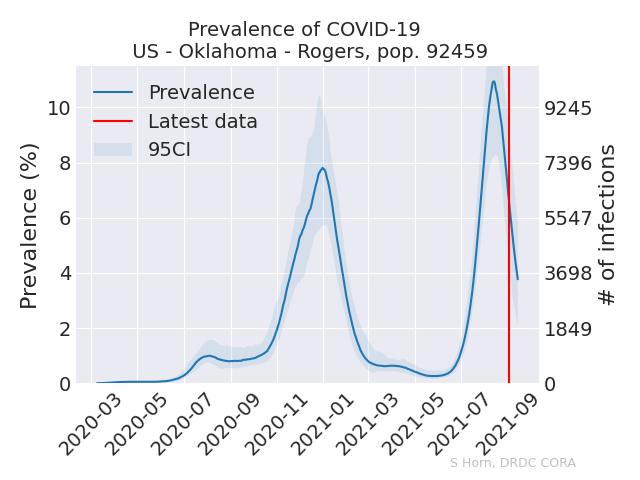 Prevalence of COVID-19
US - Oklahoma - Rogers, pop. 92459
Prevalence
Latest data
95CI
Prevalence (%)
10
8
6
4
2
0
9245
7396
5547
3698
1849
0
# of infections
2020-03
2020-05
2020-07
2020-09
2020-11
2021-01
2021-03
2021-05
2021-07
2021-09
S Horn, DRDC CORA